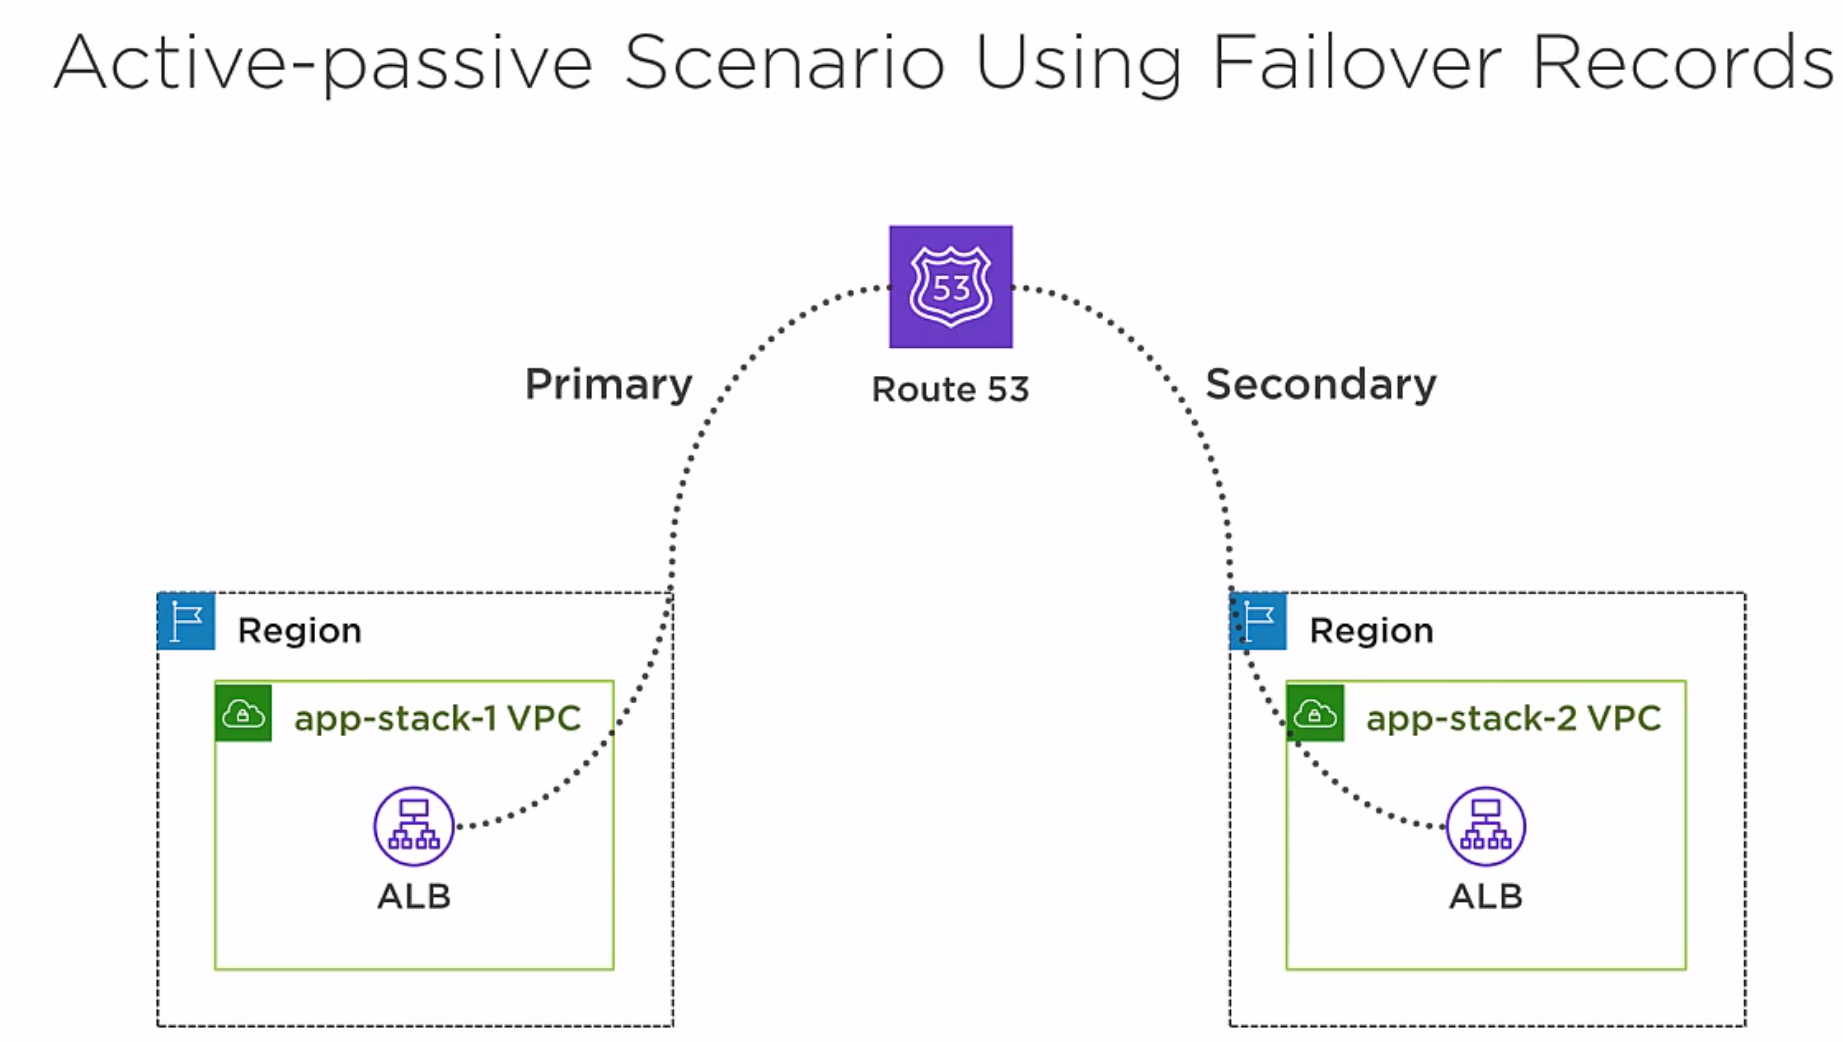 Active-passive Scenario Using Failover Records
53
Primary
Route 53
Secondary
Region
Region
app-stack-1 VPC
app-stack-2 VPC
ALB
ALB